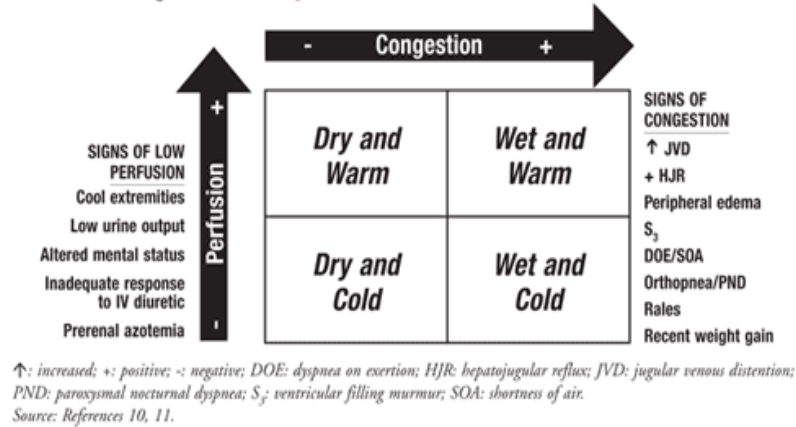 - Congestion +
+ Perfusion -
SIGNS OF LOW
PERFUSION
Cool extremities
Low urine output
Altered mental status
Inadequate response
to IV diuretic
Prerenal azotemia
Dry and
Warm
Wet and
Warm
Dry and
Cold
Wet and
Cold
SIGNS OF
CONGESTION
↑ JVD
+ HJR
Peripheral edema
S₃
DOE/SOA
Orthopnea/PND
Rales
Recent weight gain
↑: increased; +: positive; -: negative; DOE: dyspnea on exertion; HJR: hepatojugular reflux; JVD: jugular venous distention;
PND: paroxysmal nocturnal dyspnea; S₃: ventricular filling murmur; SOA: shortness of air.
Source: References 10, 11.